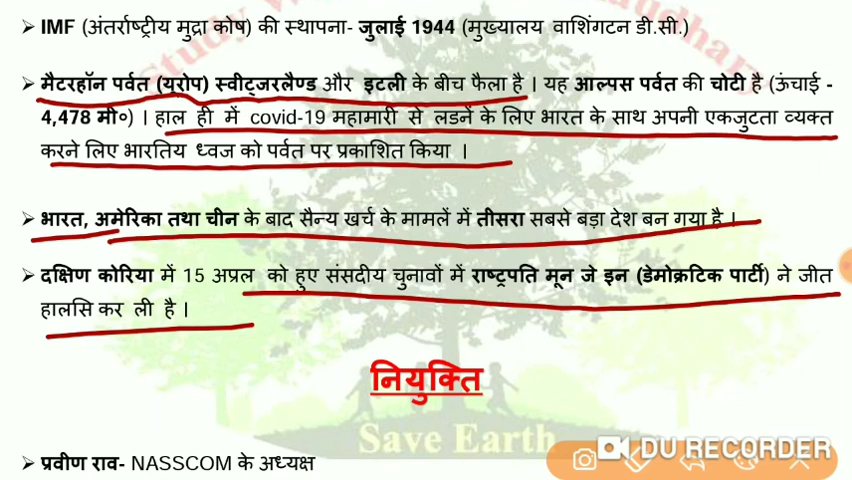 ➢ IMF (अंतर्राष्ट्रीय मुद्रा कोष) की स्थापना- जुलाई 1944 (मुख्यालय वाशिंगटन डी.सी.)
➢ मैटरहॉन पर्वत (यूरोप) स्वीट्जरलैण्ड और इटली के बीच फैला है । यह आल्पस पर्वत की चोटी है (ऊंचाई -
4,478 मी०) । हाल ही में covid-19 महामारी से लडनें के लिए भारत के साथ अपनी एकजुटता व्यक्त
करने लिए भारतिय ध्वज को पर्वत पर प्रकाशित किया ।
➢ भारत, अमेरिका तथा चीन के बाद सैन्य खर्च के मामलें में तीसरा सबसे बड़ा देश बन गया है ।
➢ दक्षिण कोरिया में 15 अप्रल को हुए संसदीय चुनावों में राष्ट्रपति मून जे इन (डेमोक्रटिक पार्टी) ने जीत
हालसि कर ली है ।
नियुक्ति
Save Earth
DU RECORDER
➢ प्रवीण राव- NASSCOM के अध्यक्ष